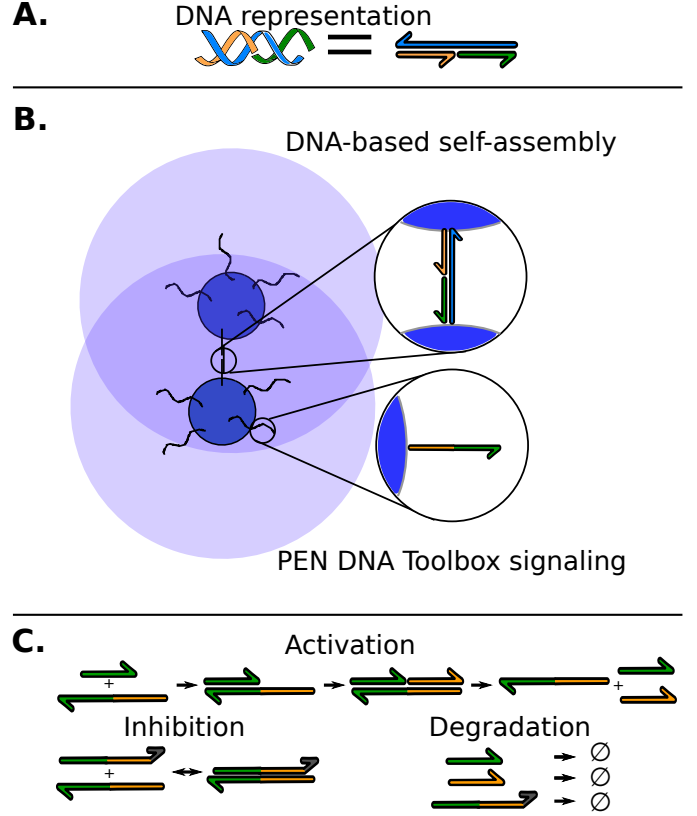 A.
DNA representation
B.
DNA-based self-assembly
PEN DNA Toolbox signaling
C.
Activation
+
+
Inhibition
Degradation
+
∅
∅
∅